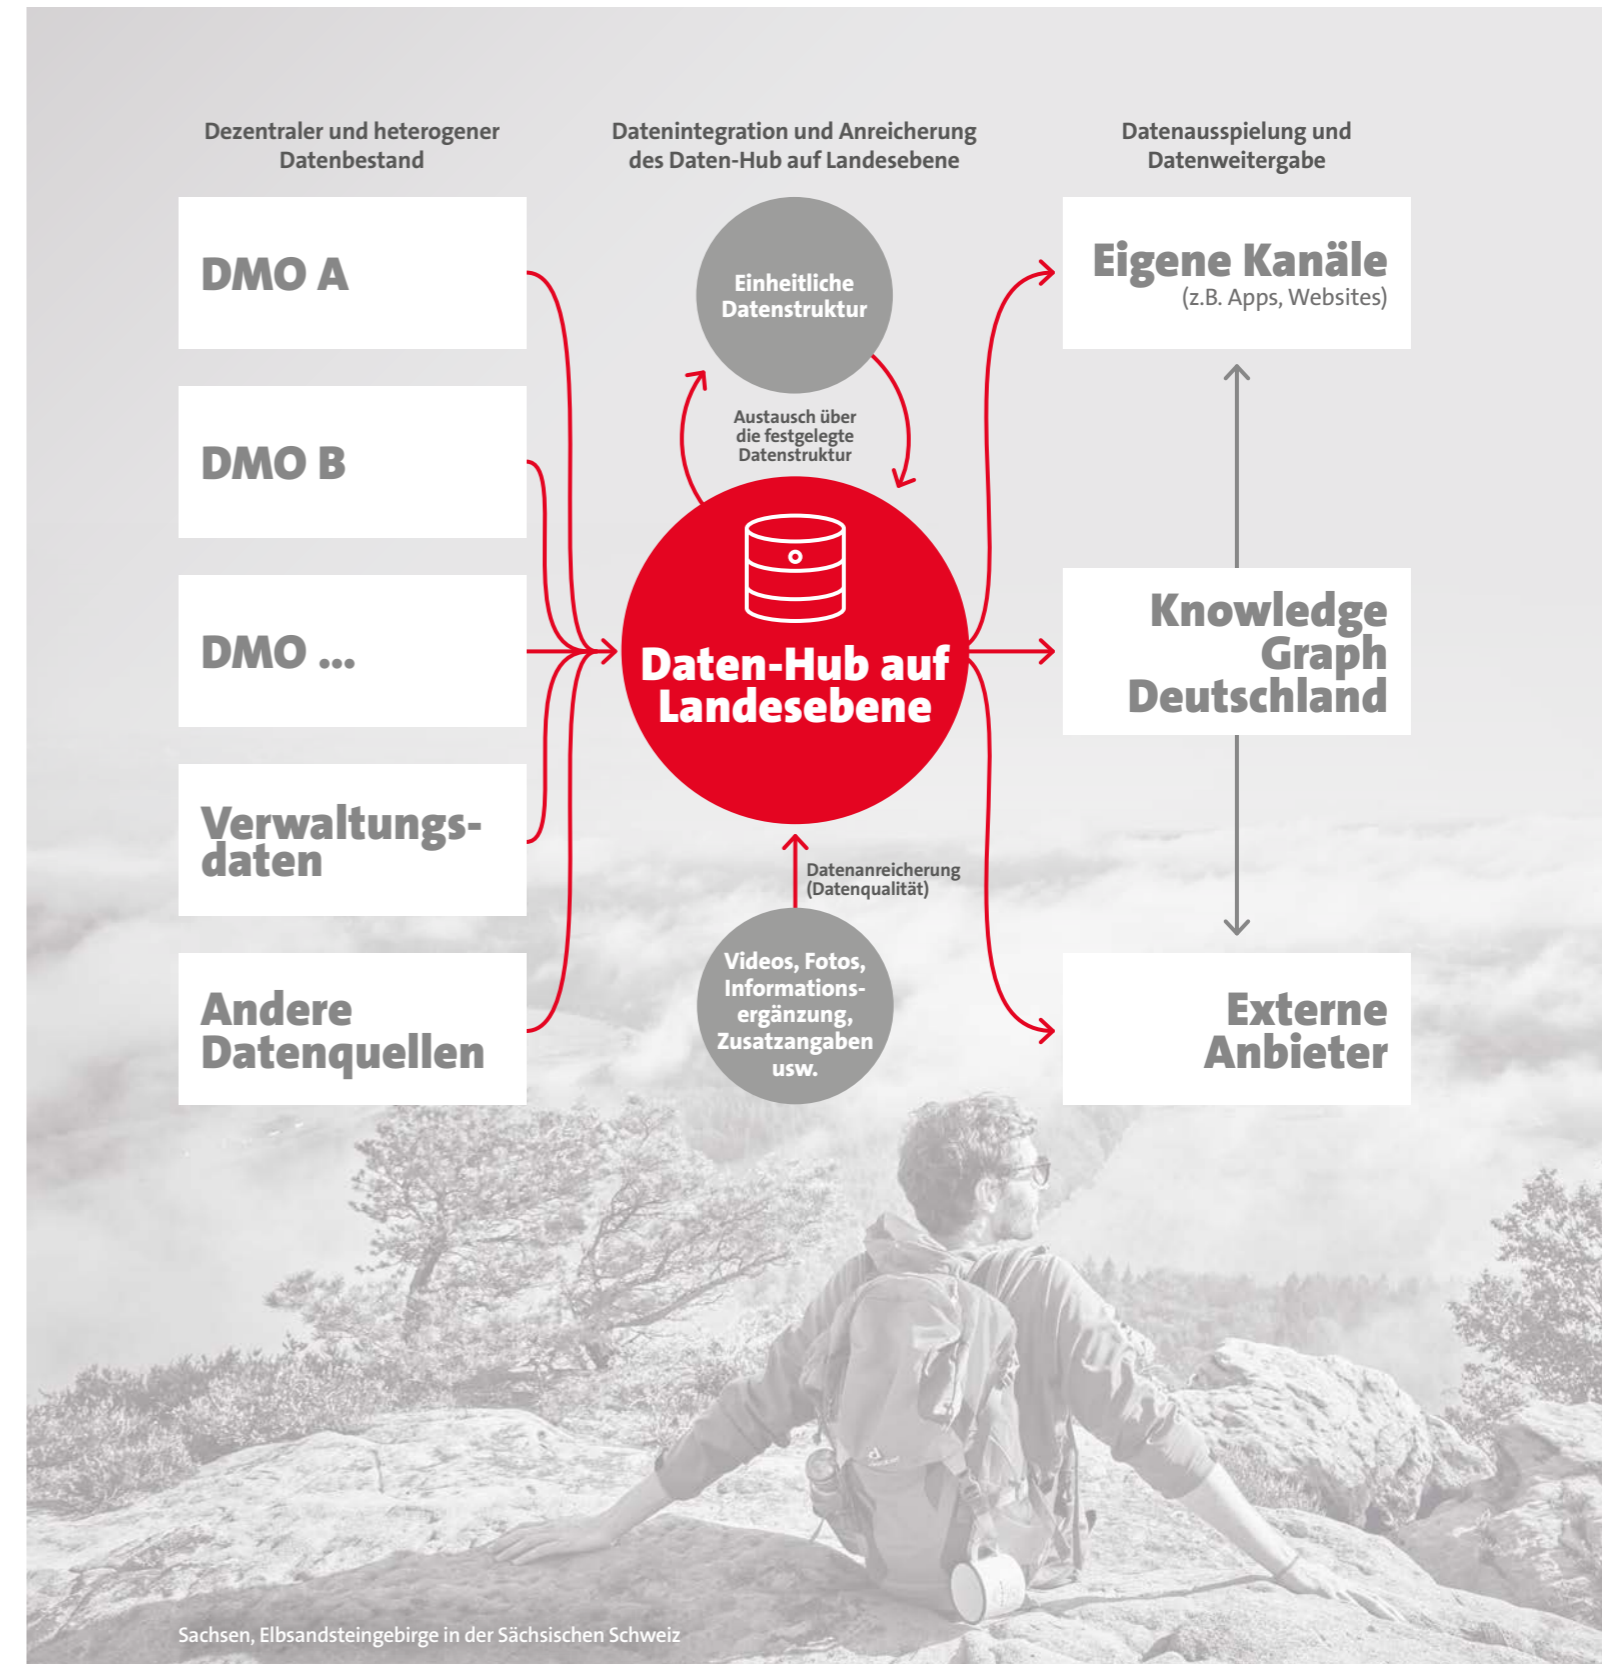 Dezentraler und heterogener
Datenbestand
DMO A
DMO B
DMO ...
Verwaltungs-
daten
Andere
Datenquellen
Datenintegration und Anreicherung
des Daten-Hub auf Landesebene
Einheitliche
Datenstruktur
Austausch über
die festgelegte
Datenstruktur
Daten-Hub auf
Landesebene
Datenanreicherung
(Datenqualität)
Videos, Fotos,
Informations-
ergänzung,
Zusatzangaben
usw.
Datenausspielung und
Datenweitergabe
Eigene Kanäle
(z.B. Apps, Websites)
Knowledge
Graph
Deutschland
Externe
Anbieter
Sachsen, Elbsandsteingebirge in der Sächsischen Schweiz